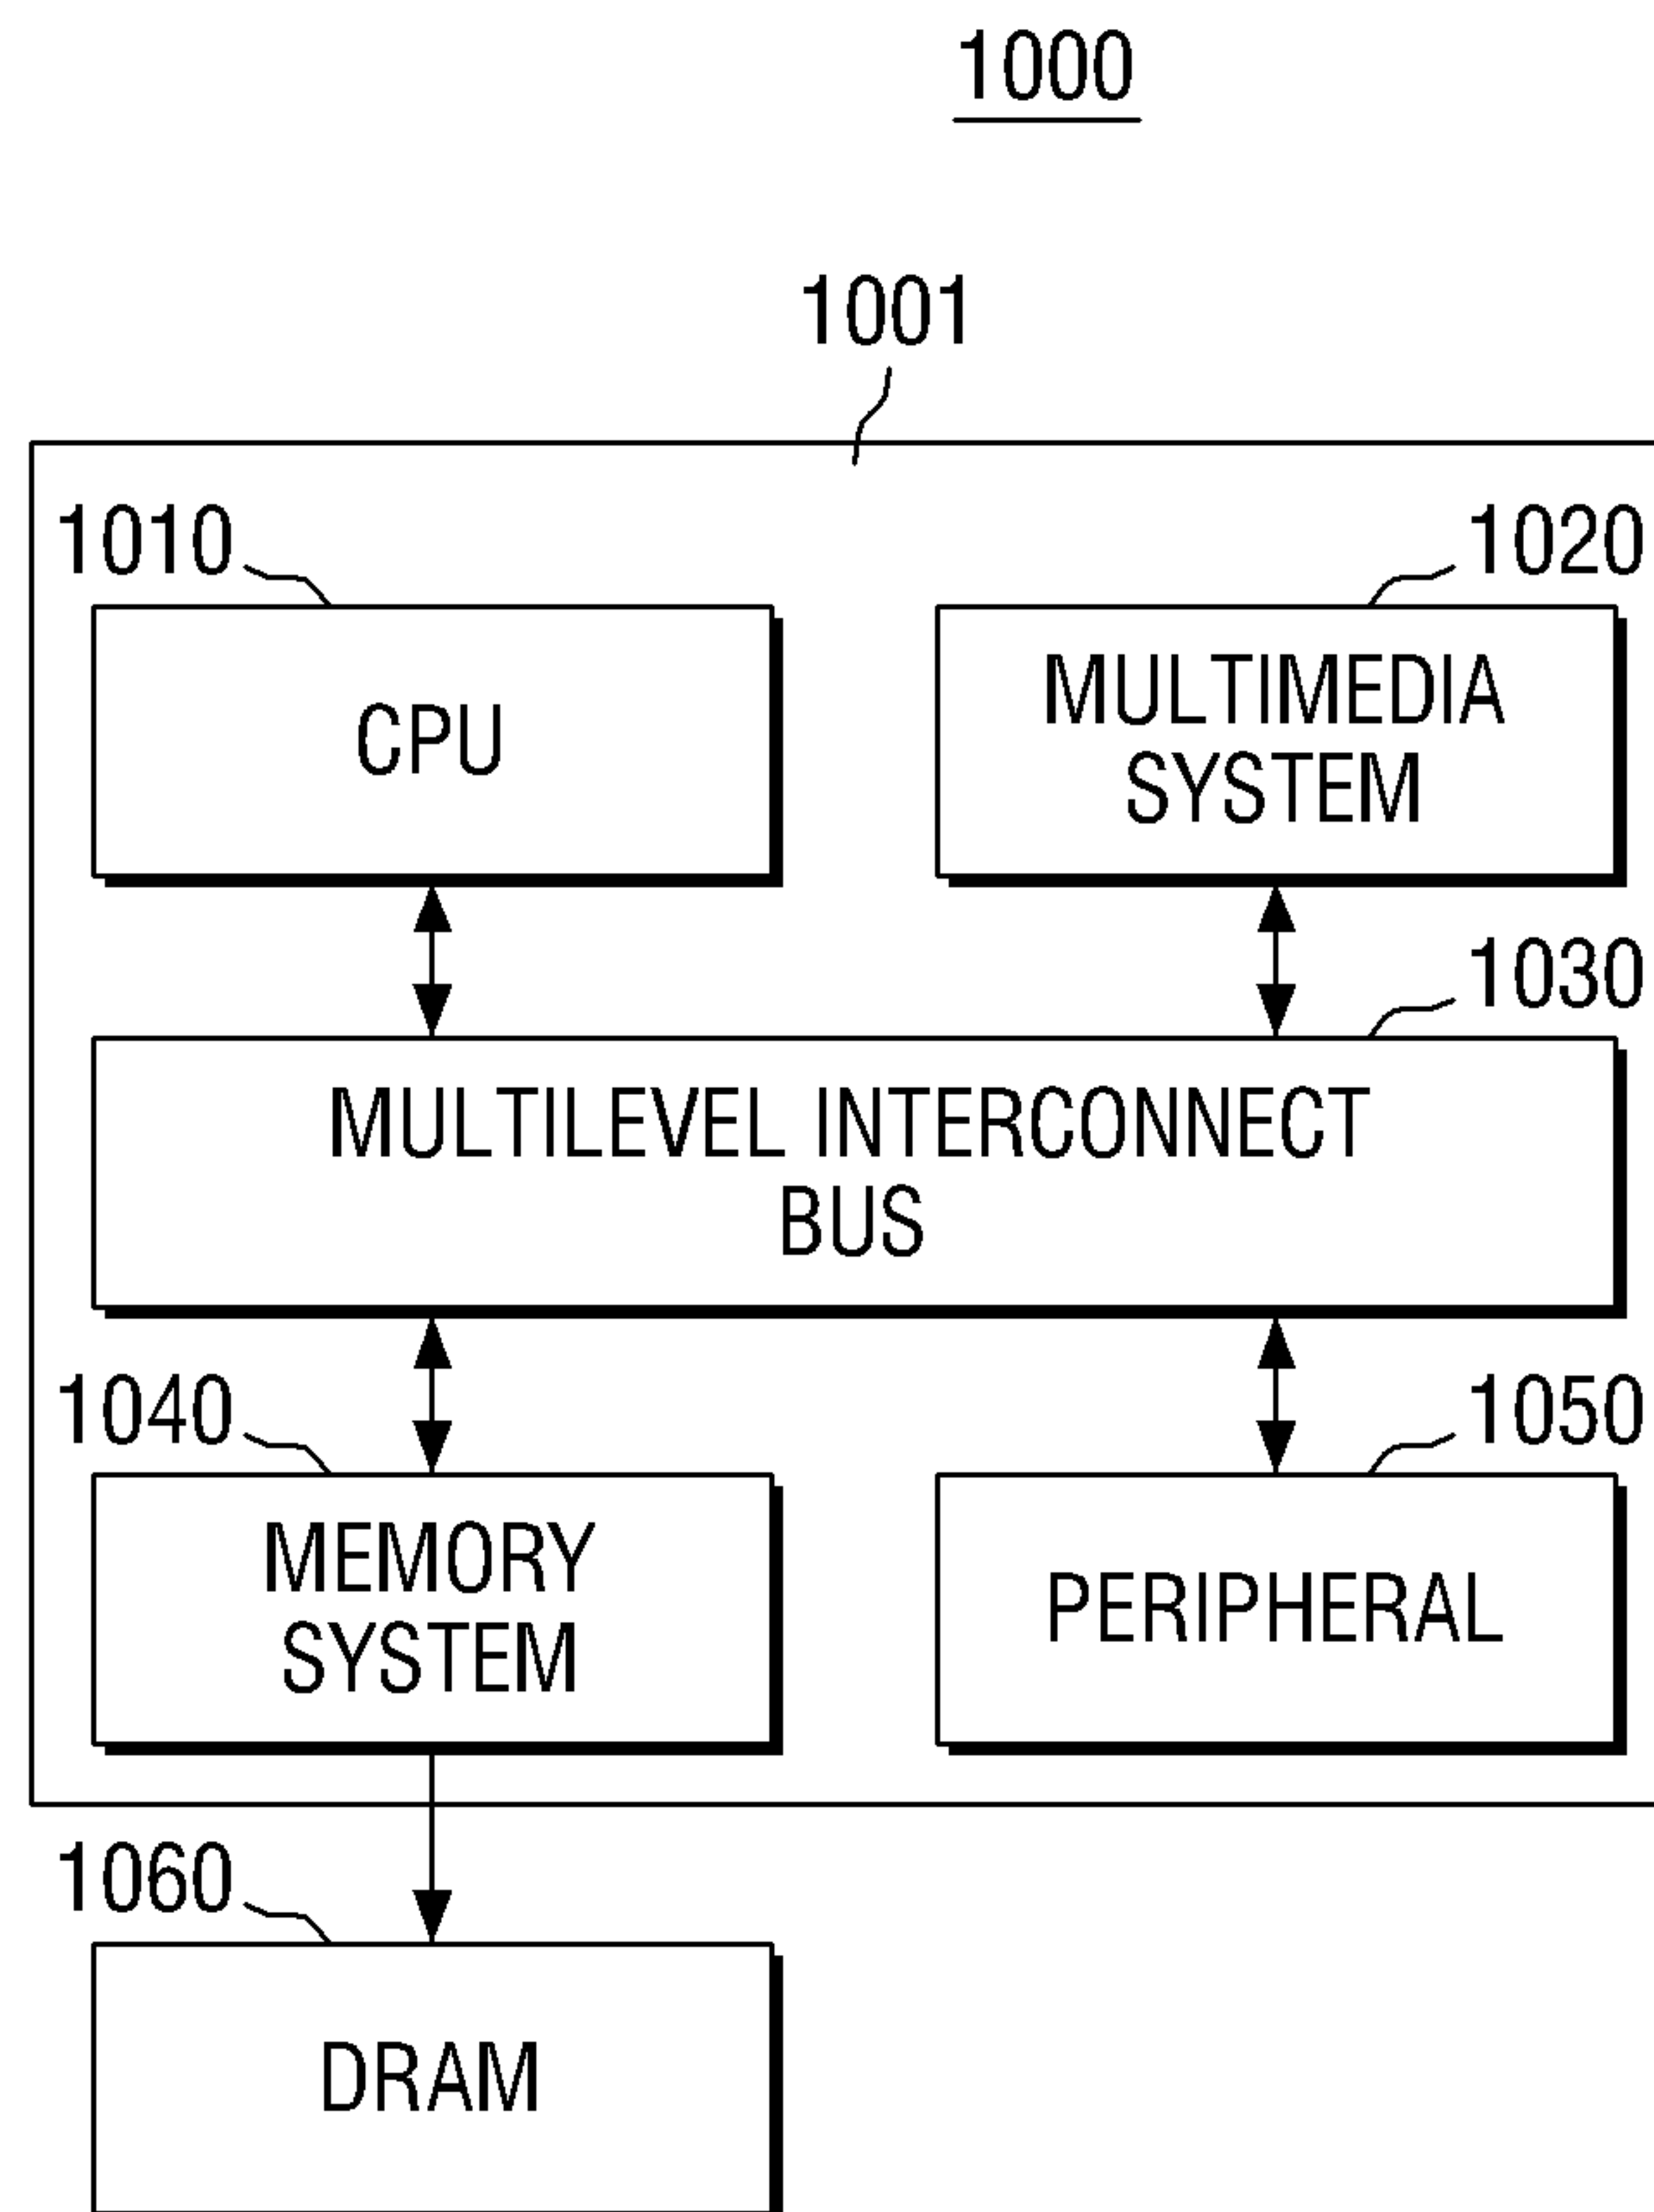 1000
1001
1010
1020
CPU
MULTIMEDIA
SYSTEM
1030
MULTILEVEL INTERCONNECT
BUS
1040
1050
MEMORY
SYSTEM
PERIPHERAL
1060
DRAM